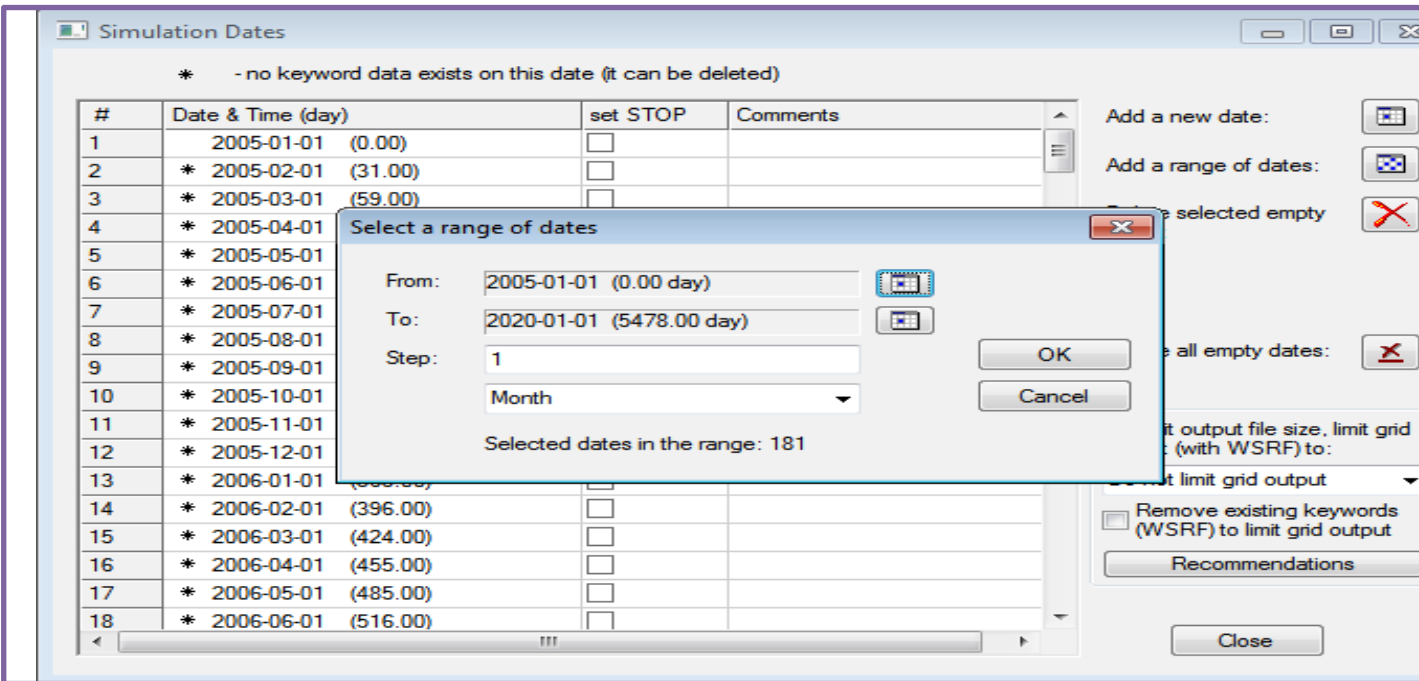 Simulation Dates
* - no keyword data exists on this date (it can be deleted)
# Date & Time (day) set STOP Comments
1 2005-01-01 (0.00)
2 * 2005-02-01 (31.00)
3 * 2005-03-01 (59.00)
4 * 2005-04-01
5 * 2005-05-01
6 * 2005-06-01
7 * 2005-07-01
8 * 2005-08-01
9 * 2005-09-01
10 * 2005-10-01
11 * 2005-11-01
12 * 2005-12-01
13 * 2006-01-01
14 * 2006-02-01 (396.00)
15 * 2006-03-01 (424.00)
16 * 2006-04-01 (455.00)
17 * 2006-05-01 (485.00)
18 * 2006-06-01 (516.00)
Select a range of dates
From: 2005-01-01 (0.00 day)
To: 2020-01-01 (5478.00 day)
Step: 1
Month
Selected dates in the range: 181
OK
Cancel
Add a new date:
Add a range of dates:
selected empty
all empty dates:
output file size, limit grid
(with WSRF) to:
limit grid output
Remove existing keywords
(WSRF) to limit grid output
Recommendations
Close